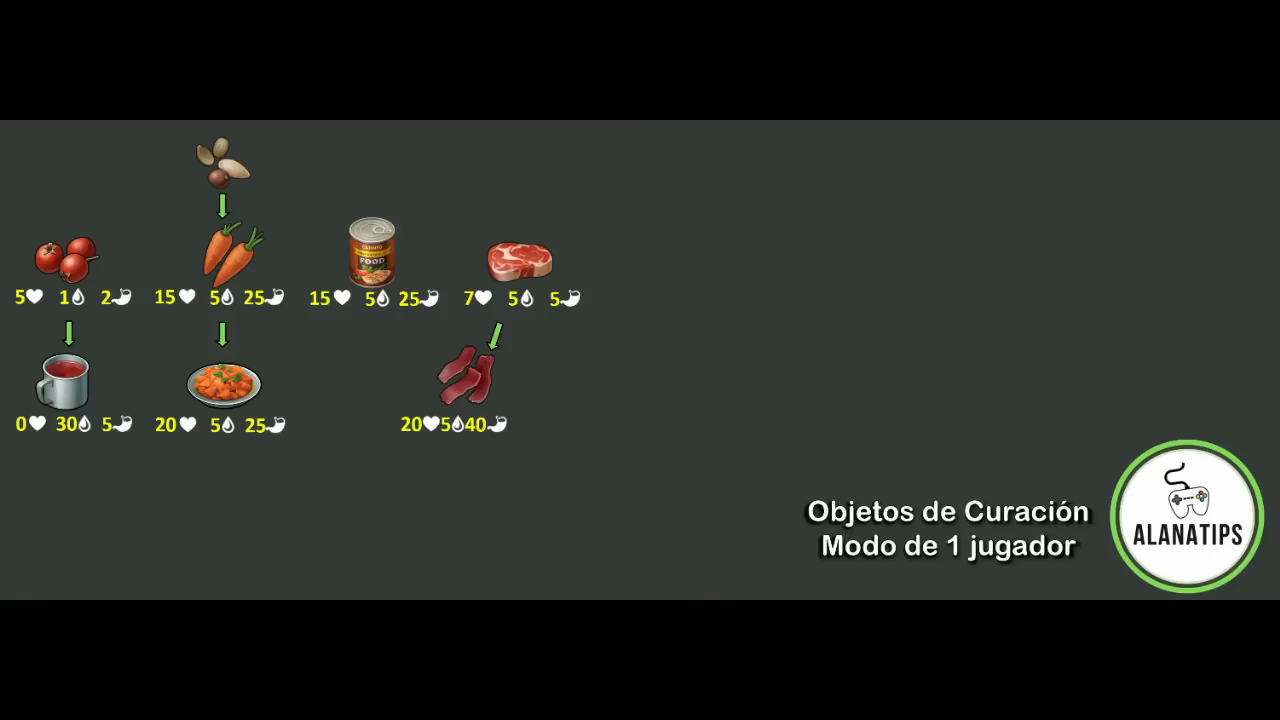 5 1 2 15 5 25 15 5 25 7 5 5
0 30 5 20 5 25 20 5 40
FOOD
Objetos de Curación
Modo de 1 jugador
ALANATIPS